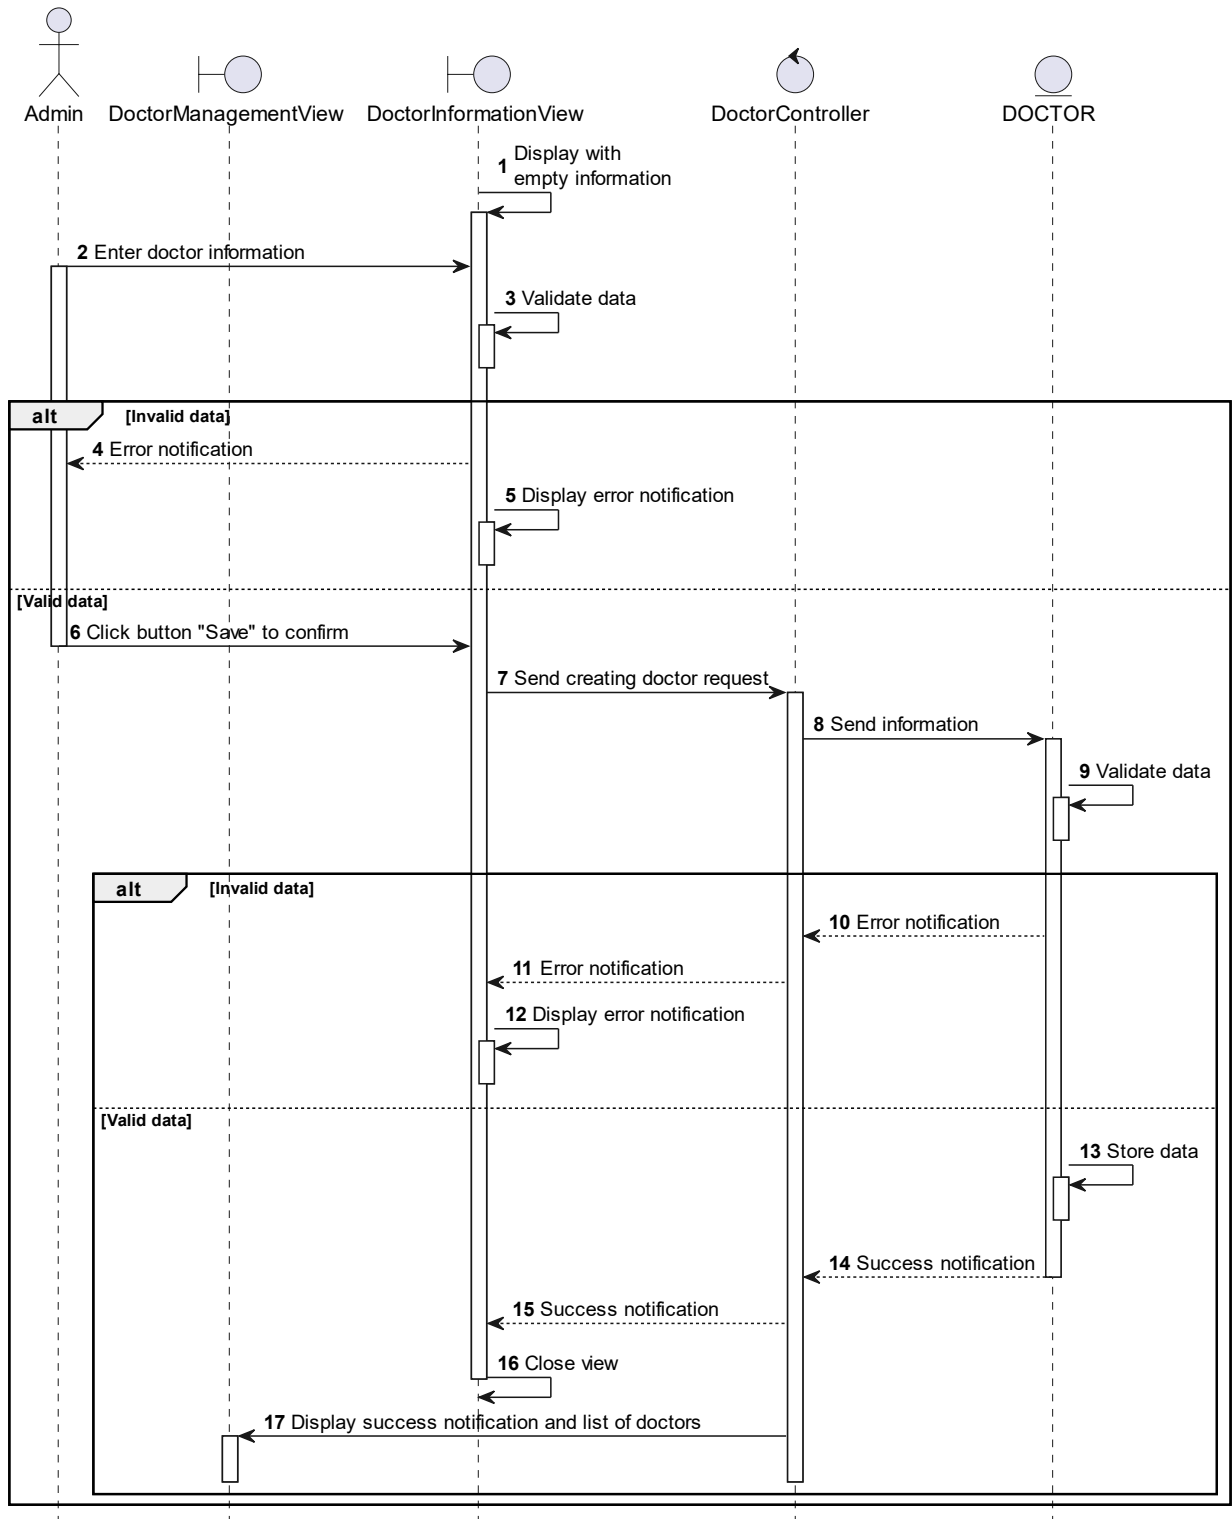 Admin
DoctorManagementView
DoctorInformationView
DoctorController
DOCTOR
1 Display with
empty information
2 Enter doctor information
3 Validate data
alt [Invalid data]
4 Error notification
5 Display error notification
[Valid data]
6 Click button "Save" to confirm
7 Send creating doctor request
8 Send information
9 Validate data
alt [Invalid data]
10 Error notification
11 Error notification
12 Display error notification
[Valid data]
13 Store data
14 Success notification
15 Success notification
16 Close view
17 Display success notification and list of doctors